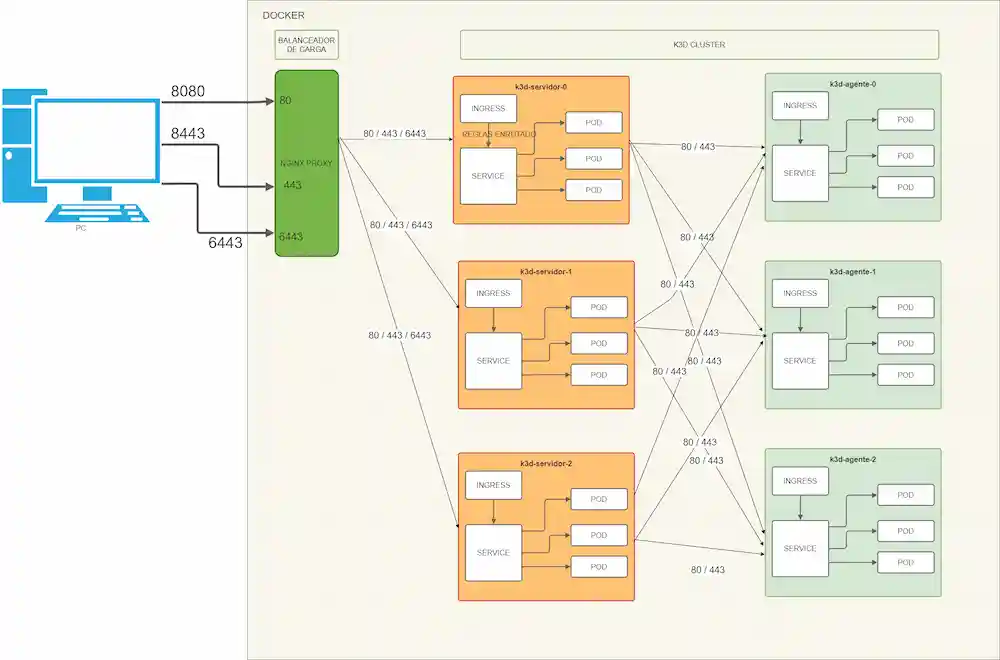 DOCKER
BALANCEADOR
DE CARGA
K3D CLUSTER
8080
8443
6443
PC
80
NGINX PROXY
443
6443
80 / 443 / 6443
80 / 443 / 6443
80 / 443 / 6443
k3d-servidor-0
INGRESS
REGLAS ENRUTADO
SERVICE
POD
POD
POD
k3d-servidor-1
INGRESS
SERVICE
POD
POD
POD
k3d-servidor-2
INGRESS
SERVICE
POD
POD
POD
80 / 443
80 / 443
80 / 443
80 / 443
80 / 443
80 / 443
80 / 443
80 / 443
80 / 443
k3d-agente-0
INGRESS
SERVICE
POD
POD
POD
k3d-agente-1
INGRESS
SERVICE
POD
POD
POD
k3d-agente-2
INGRESS
SERVICE
POD
POD
POD